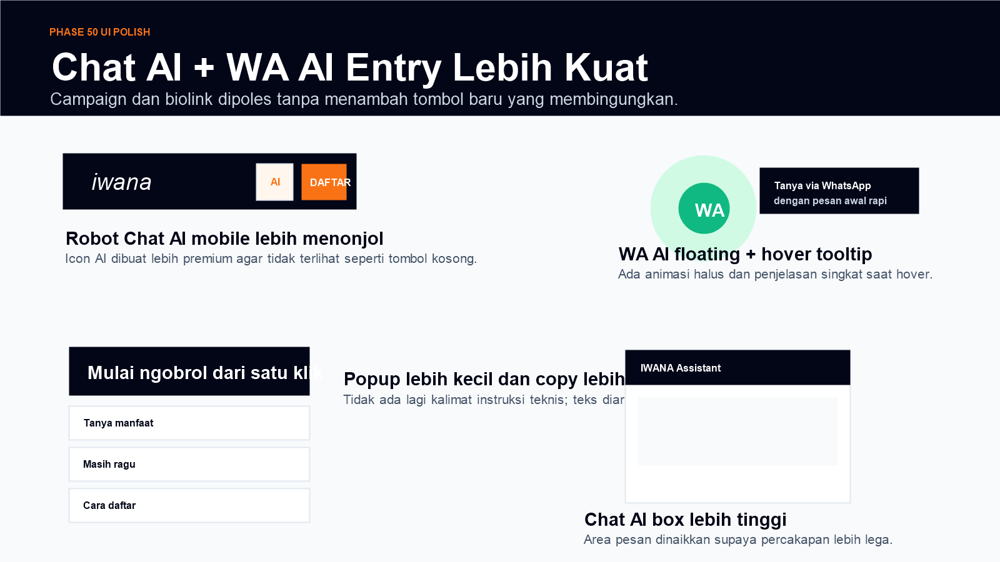 PHASE 50 UI POLISH
Chat AI + WA AI Entry Lebih Kuat
Campaign dan biolink dipoles tanpa menambah tombol baru yang membingungkan.
iwana
AI
DAFTAR
Robot Chat AI mobile lebih menonjol
Icon AI dibuat lebih premium agar tidak terlihat seperti tombol kosong.
WA
Tanya via WhatsApp
dengan pesan awal rapi
WA AI floating + hover tooltip
Ada animasi halus dan penjelasan singkat saat hover.
Mulai ngobrol dari satu klik
Tanya manfaat
Masih ragu
Cara daftar
Popup lebih kecil dan copy lebih
Tidak ada lagi kalimat instruksi teknis; teks diar
IWANA Assistant
Chat AI box lebih tinggi
Area pesan dinaikkan supaya percakapan lebih lega.